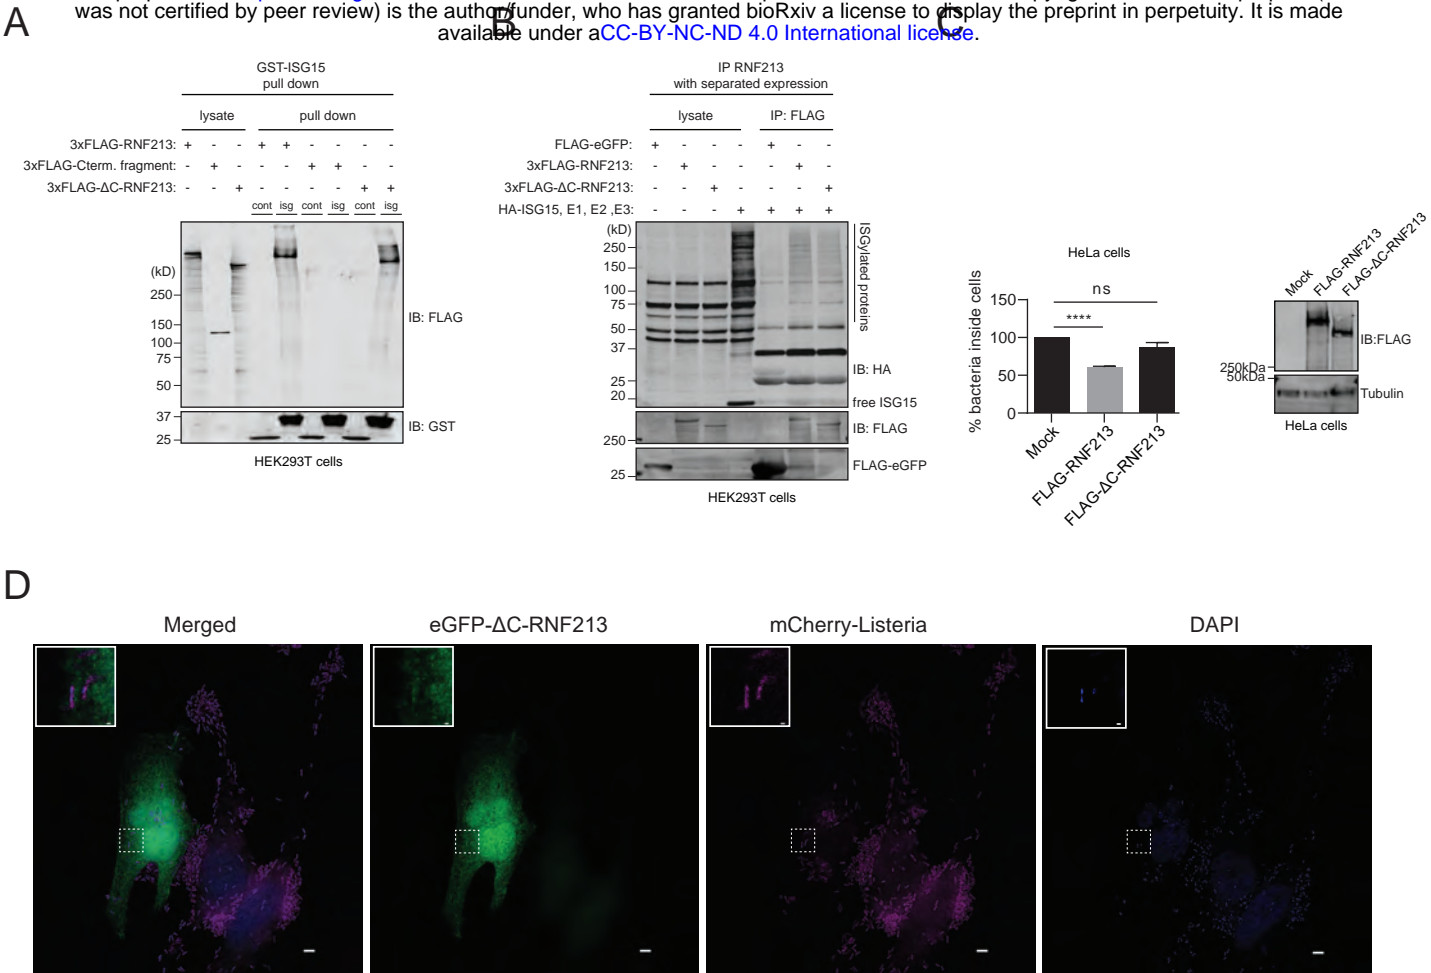 was not certified by peer review) is the author/funder, who has granted bioRxiv a license to display the preprint in perpetuity. It is made
available under aCC-BY-NC-ND 4.0 International license.
A
B
C
GST-ISG15
pull down
lysate
pull down
3xFLAG-RNF213: + - - + + - - - -
3xFLAG-Cterm. fragment: - + - - - + + - -
3xFLAG-ΔC-RNF213: - - + - - - - + +
cont isg cont isg cont isg
(kD)
250
150
100
75
50
IB: FLAG
37
25
IB: GST
HEK293T cells
IP RNF213
with separated expression
lysate
IP: FLAG
FLAG-eGFP: + - - - + - -
3xFLAG-RNF213: - + - - - + -
3xFLAG-ΔC-RNF213: - - + - - - +
HA-ISG15, E1, E2 ,E3: - - - + + + +
(kD)
250
150
100
75
50
37
25
20
ISGylated proteins
IB: HA
free ISG15
250
IB: FLAG
25
FLAG-eGFP
HEK293T cells
HeLa cells
% bacteria inside cells
150
100
50
0
ns
****
Mock
FLAG-RNF213
FLAG-ΔC-RNF213
Mock
FLAG-RNF213
FLAG-ΔC-RNF213
IB:FLAG
250kDa
50kDa
Tubulin
HeLa cells
D
Merged
eGFP-ΔC-RNF213
mCherry-Listeria
DAPI